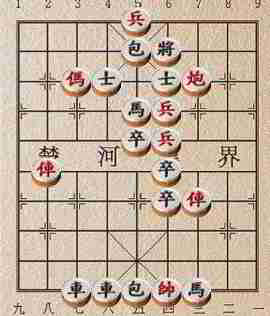 1 2 3 4 5 6 7 8 9
兵
包 將
傌 士 士 炮
馬 兵
卒 兵
楚 河 界
俥 卒
卒 俥
車 車 包 帥 馬
九 八 七 六 五 四 三 二 一